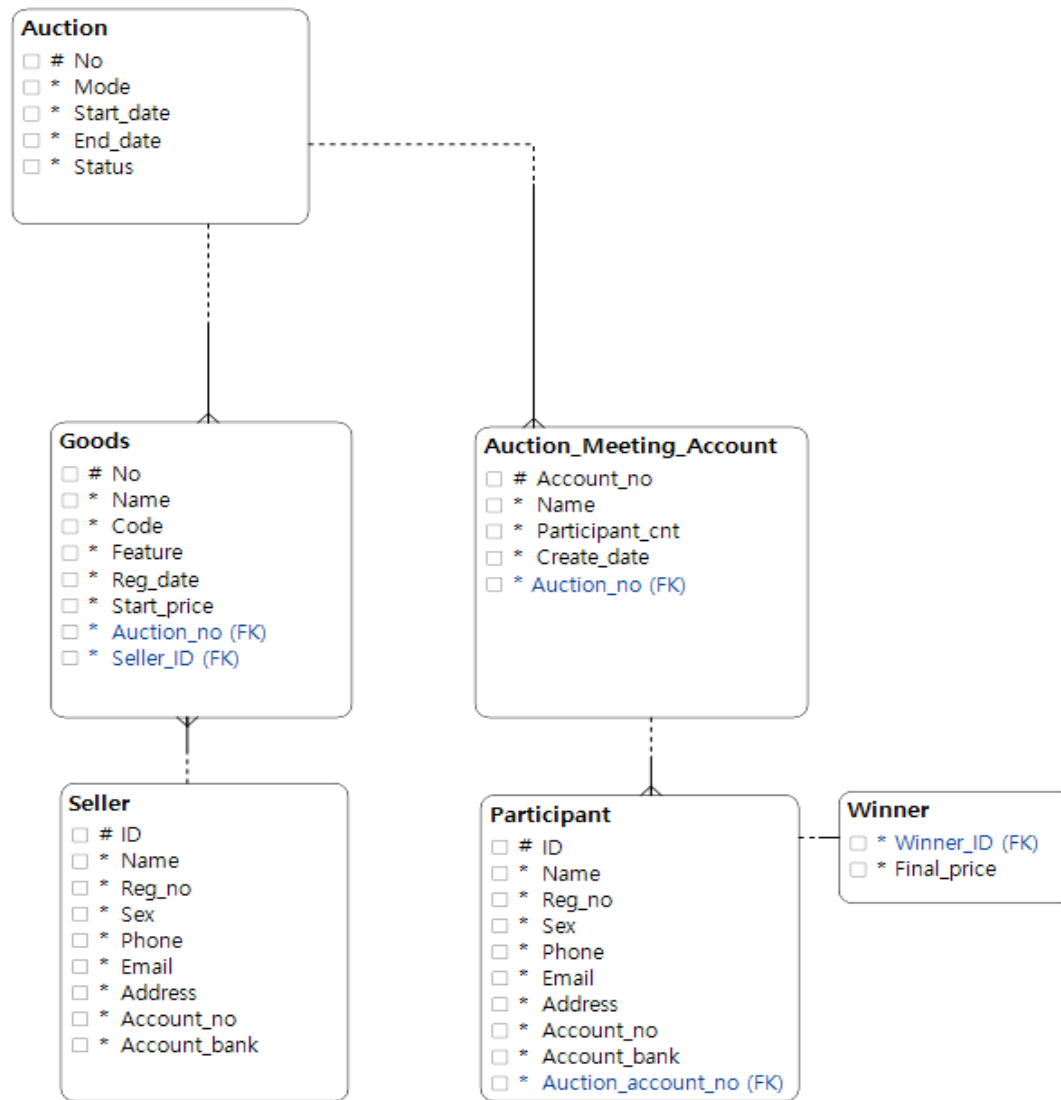 Auction
# No
* Mode
* Start_date
* End_date
* Status
Goods
# No
* Name
* Code
* Feature
* Reg_date
* Start_price
* Auction_no (FK)
* Seller_ID (FK)
Auction_Meeting_Account
# Account_no
* Name
* Participant_cnt
* Create_date
* Auction_no (FK)
Seller
# ID
* Name
* Reg_no
* Sex
* Phone
* Email
* Address
* Account_no
* Account_bank
Participant
# ID
* Name
* Reg_no
* Sex
* Phone
* Email
* Address
* Account_no
* Account_bank
* Auction_account_no (FK)
Winner
* Winner_ID (FK)
* Final_price